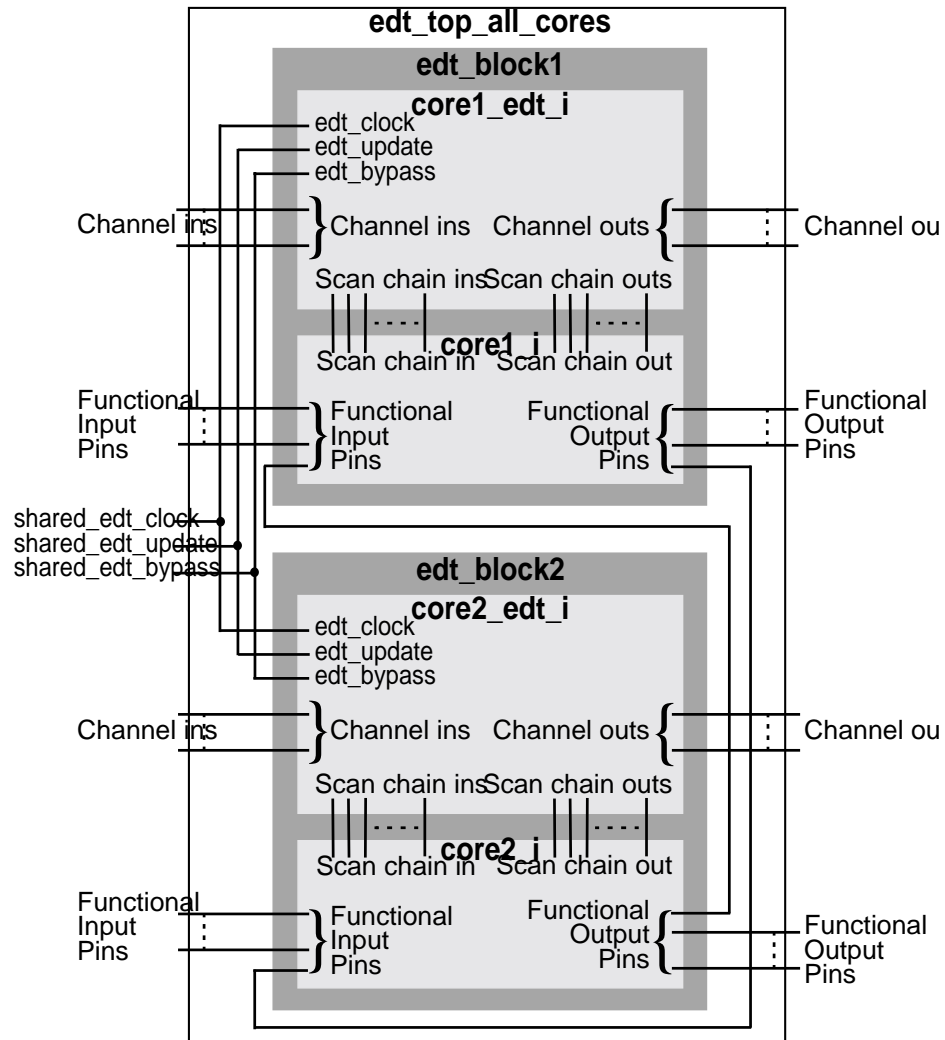 edt_top_all_cores
edt_block1
core1_edt_i
edt_clock
edt_update
edt_bypass
Channel ins
Channel ins
Channel outs
Channel ou
Scan chain ins
Scan chain outs
core1_i
Scan chain in
Scan chain out
Functional
Input
Pins
Functional
Input
Pins
Functional
Output
Pins
Functional
Output
Pins
shared_edt_clock
shared_edt_update
shared_edt_bypass
edt_block2
core2_edt_i
edt_clock
edt_update
edt_bypass
Channel ins
Channel ins
Channel outs
Channel ou
Scan chain ins
Scan chain outs
core2_i
Scan chain in
Scan chain out
Functional
Input
Pins
Functional
Input
Pins
Functional
Output
Pins
Functional
Output
Pins